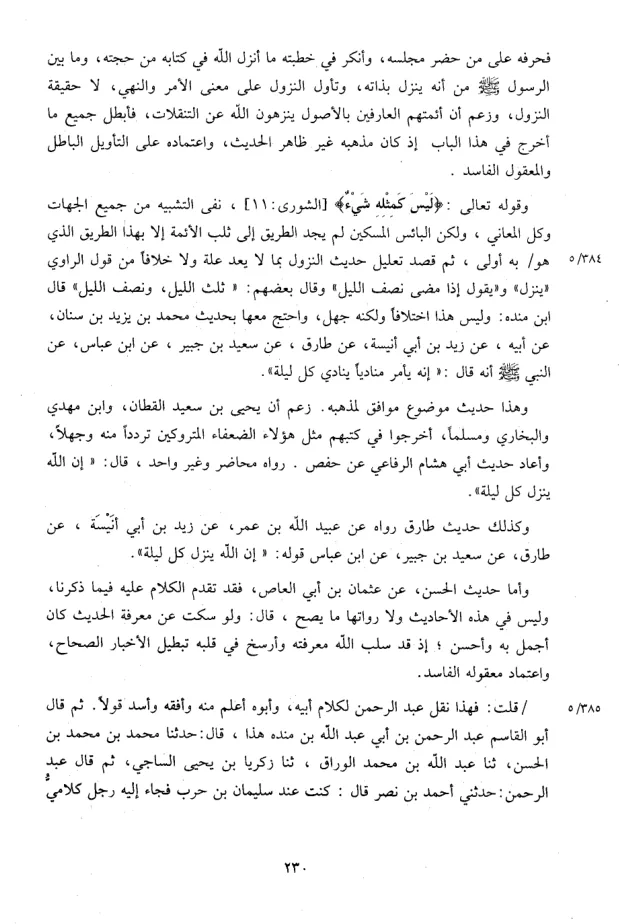 فحرفه على من حضر مجلسه، وأنكر في خطبته ما أنزل الله في كتابه من حجته، وما بين
الرسول ﷺ من أنه ينزل بذاته، وتأول النزول على معنى الأمر والنهي، لا حقيقة
النزول، وزعم أن أئمتهم العارفين بالأصول ينزهون الله عن التنقلات، فأبطل جميع ما
أخرج في هذا الباب إذ كان مذهبه غير ظاهر الحديث، واعتماده على التأويل الباطل
والمعقول الفاسد .
وقوله تعالى :﴿لَيْسَ كَمِثْلِهِ شَيْءٌ﴾ [الشورى:١١] ، نفى التشبيه من جميع الجهات
وكل المعاني ، ولكن البائس المسكين لم يجد الطريق إلى ثلب الأئمة إلا بهذا الطريق الذي
هو/ به أولى ، ثم قصد تعليل حديث النزول بما لا يعد علة ولا خلافاً من قول الراوي ٥/٣٨٤
«ينزل» و«يقول إذا مضى نصف الليل» وقال بعضهم: « ثلث الليل، ونصف الليل» قال
ابن منده: وليس هذا اختلافاً ولكنه جهل، واحتج معها بحديث محمد بن يزيد بن سنان،
عن أبيه ، عن زيد بن أبي أنيسة، عن طارق ، عن سعيد بن جبير ، عن ابن عباس، عن
النبي ﷺ أنه قال :« إنه يأمر منادياً ينادي كل ليلة».
وهذا حديث موضوع موافق لمذهبه. زعم أن يحيى بن سعيد القطان، وابن مهدي
والبخاري ومسلماً، أخرجوا في كتبهم مثل هؤلاء الضعفاء المتروكين تردداً منه وجهلاً،
وأعاد حديث أبي هشام الرفاعي عن حفص . رواه محاضر وغير واحد ، قال: « إن الله
ينزل كل ليلة».
وكذلك حديث طارق رواه عن عبيد الله بن عمر، عن زيد بن أبي أنَيْسَة ، عن
طارق، عن سعيد بن جبير، عن ابن عباس قوله: « إن الله ينزل كل ليلة».
وأما حديث الحسن، عن عثمان بن أبي العاص، فقد تقدم الكلام عليه فيما ذكرنا،
وليس في هذه الأحاديث ولا رواتها ما يصح ، قال: ولو سكت عن معرفة الحديث كان
أجمل به وأحسن ؛ إذ قد سلب الله معرفته وأرسخ في قلبه تبطيل الأخبار الصحاح،
واعتماد معقوله الفاسد.
/قلت: فهذا نقل عبد الرحمن لكلام أبيه، وأبوه أعلم منه وأفقه وأسد قولاً. ثم قال ٥/٣٨٥
أبو القاسم عبد الرحمن بن أبي عبد الله بن منده هذا ، قال:حدثنا محمد بن محمد بن
الحسن، ثنا عبد الله بن محمد الوراق ، ثنا زكريا بن يحيى الساجي، ثم قال عبد
الرحمن:حدثني أحمد بن نصر قال : كنت عند سليمان بن حرب فجاء إليه رجل كلاميٌّ
٢٣٠